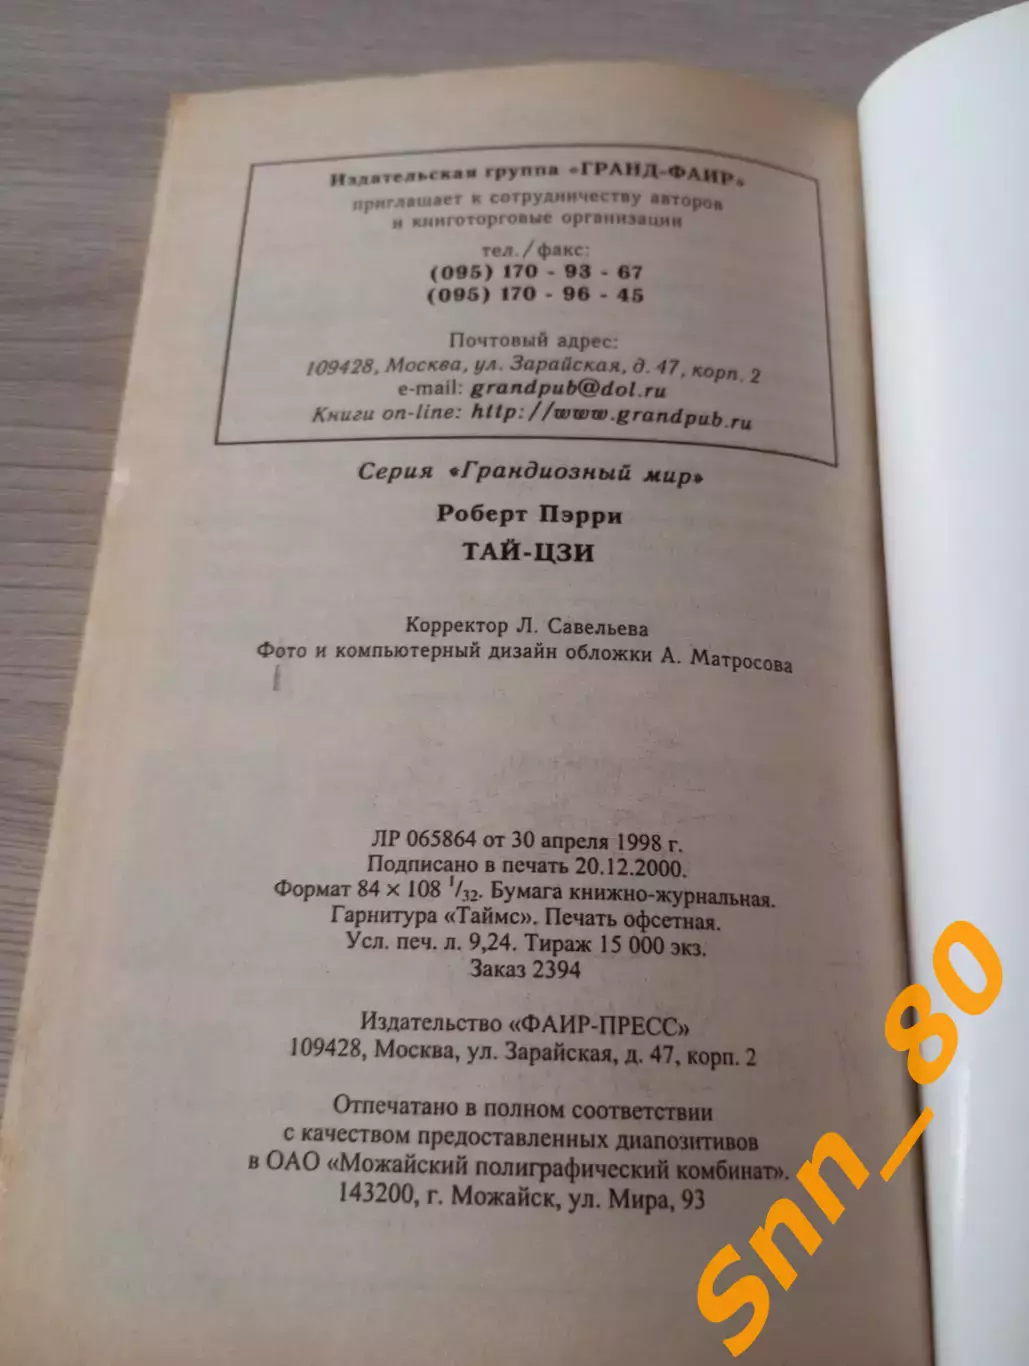 Издательская группа «ГРАНД-ФАИР»
приглашает к сотрудничеству авторов
и книготорговые организации
тел./факс:
(095) 170 - 93 - 67
(095) 170 - 96 - 45
Почтовый адрес:
109428, Москва, ул. Зарайская, д. 47, корп. 2
e-mail: grandpub@dol.ru
Книги on-line: http://www.grandpub.ru
Серия «Грандиозный мир»
Роберт Пэрри
ТАЙ-ЦЗИ
Корректор Л. Савельева
Фото и компьютерный дизайн обложки А. Матросова
ЛР 065864 от 30 апреля 1998 г.
Подписано в печать 20.12.2000.
Формат 84 × 108 1/32. Бумага книжно-журнальная.
Гарнитура «Таймс». Печать офсетная.
Усл. печ. л. 9,24. Тираж 15 000 экз.
Заказ 2394
Издательство «ФАИР-ПРЕСС»
109428, Москва, ул. Зарайская, д. 47, корп. 2
Отпечатано в полном соответствии
с качеством предоставленных диапозитивов
в ОАО «Можайский полиграфический комбинат».
143200, г. Можайск, ул. Мира, 93
Snn_80